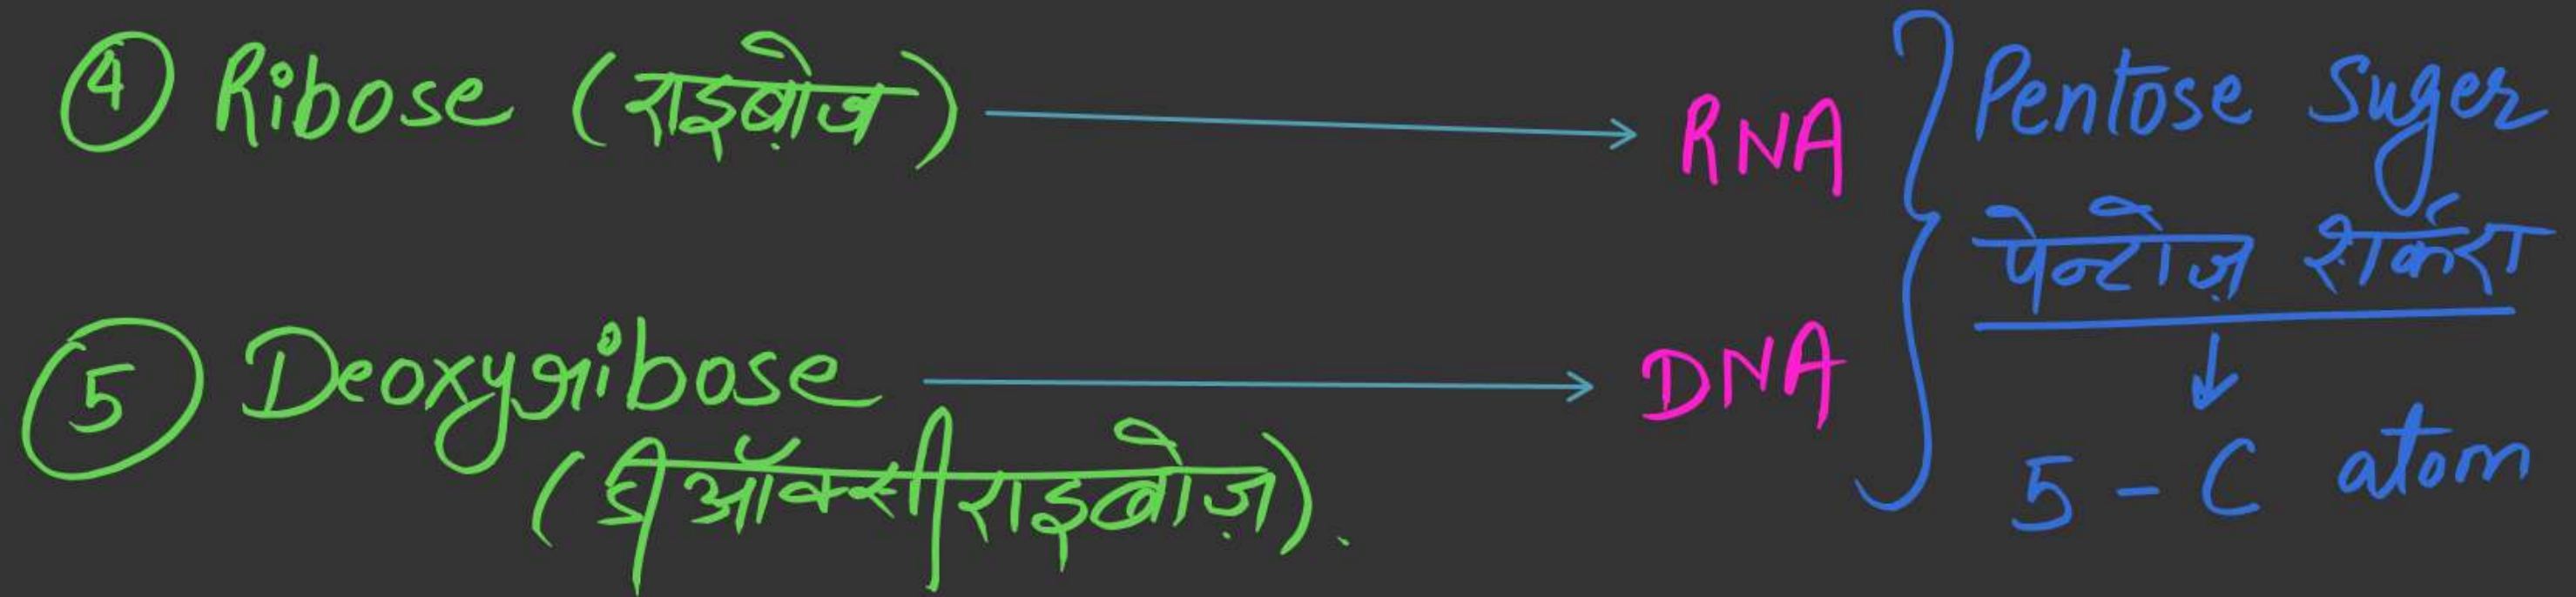 ④ Ribose (राइबोज) → RNA
⑤ Deoxyribose → DNA
(डीऑक्सीराइबोज़).
} Pentose Suger
पेन्टोज़ शर्करा
↓
5 - C atom